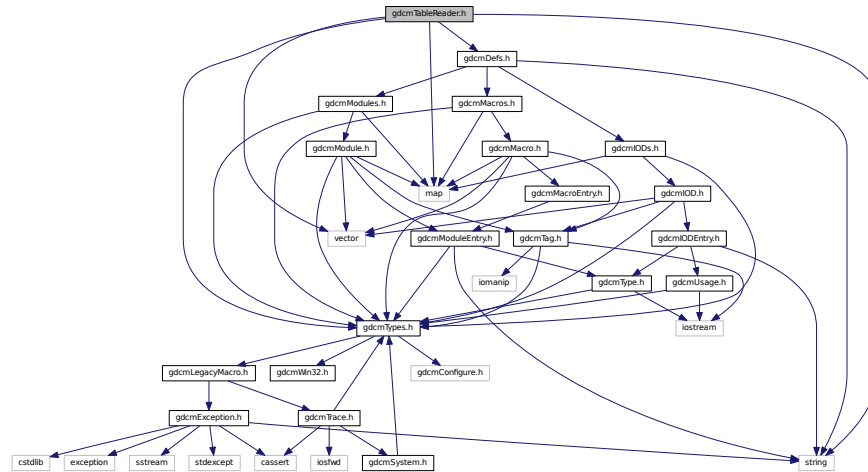 gdcmTableReader.h
gdcmDefs.h
gdcmModules.h
gdcmMacros.h
gdcmModule.h
gdcmMacro.h
gdcmIODs.h
map
gdcmMacroEntry.h
gdcmIOD.h
vector
gdcmModuleEntry.h
gdcmTag.h
gdcmIODEntry.h
iomanip
gdcmType.h
gdcmUsage.h
gdcmTypes.h
iostream
gdcmLegacyMacro.h
gdcmWin32.h
gdcmConfigure.h
gdcmException.h
gdcmTrace.h
cstdlib
exception
sstream
stdexcept
cassert
iosfwd
gdcmSystem.h
string